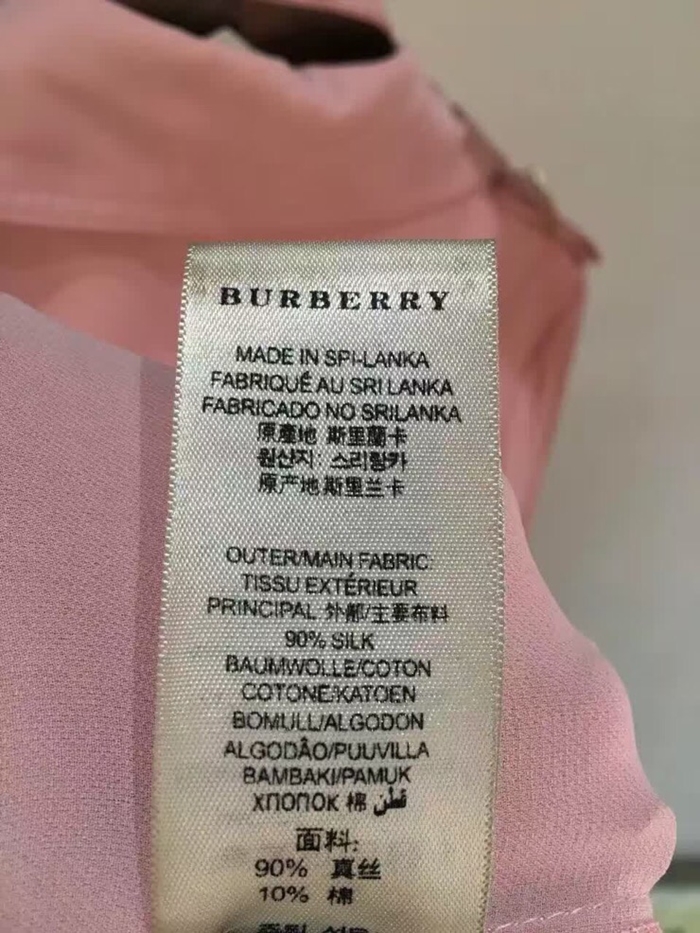 BURBERRY
MADE IN SPI-LANKA
FABRIQUÉ AU SRI LANKA
FABRICADO NO SRILANKA
原產地 斯里蘭卡
원산지: 스리랑카
原产地 斯里兰卡
OUTER/MAIN FABRIC
TISSU EXTÉRIEUR
PRINCIPAL 外部/主要布料
90% SILK
BAUMWOLLE/COTON
COTONE/KATOEN
BOMULL/ALGODON
ALGODÂO/PUUVILLA
BAMBAKI/PAMUK
ХПОПОК 棉 قطن
面料:
90% 真丝
10% 棉